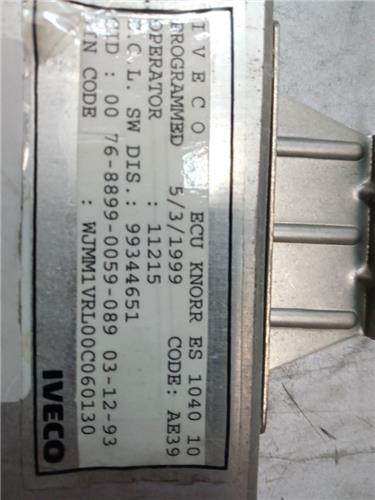 IVECO ECU KNORR ES 1040 10
PROGRAMMED 5/3/1999 CODE: AE39
OPERATOR : 11215
E.C.L. SW DIS.: 99344651
SID : 00 76-8899-0059-089 03-12-93
VIN CODE : WJMM1VRL00C060130
IVECO